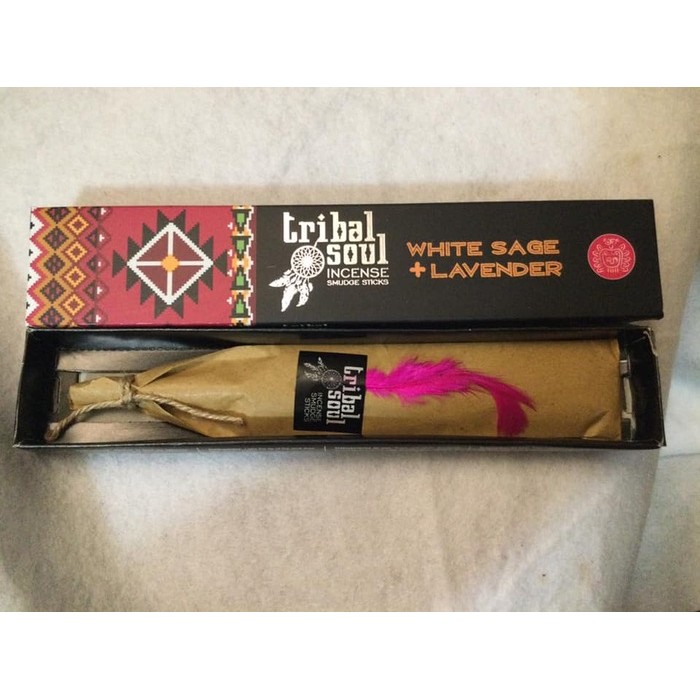 tribal
soul
INCENSE
SMUDGE STICKS
WHITE SAGE
+ LAVENDER
tribal
soul
INCENSE
SMUDGE
STICKS